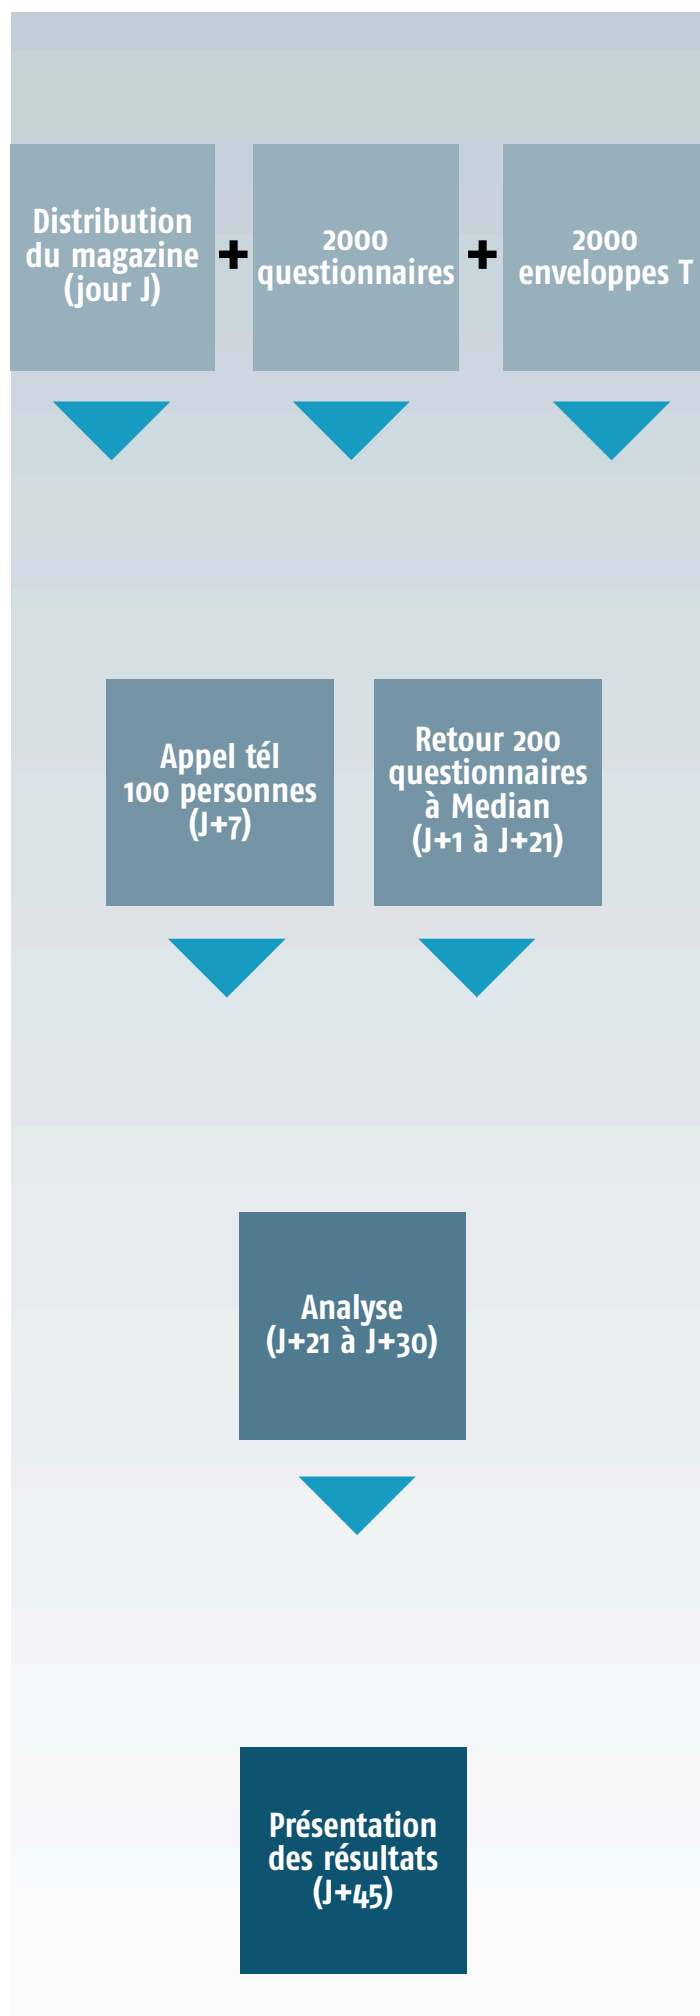 Distribution
du magazine
(jour J)
+
2000
questionnaires
+
2000
enveloppes T
Appel tél
100 personnes
(J+7)
Retour 200
questionnaires
à Median
(J+1 à J+21)
Analyse
(J+21 à J+30)
Présentation
des résultats
(J+45)